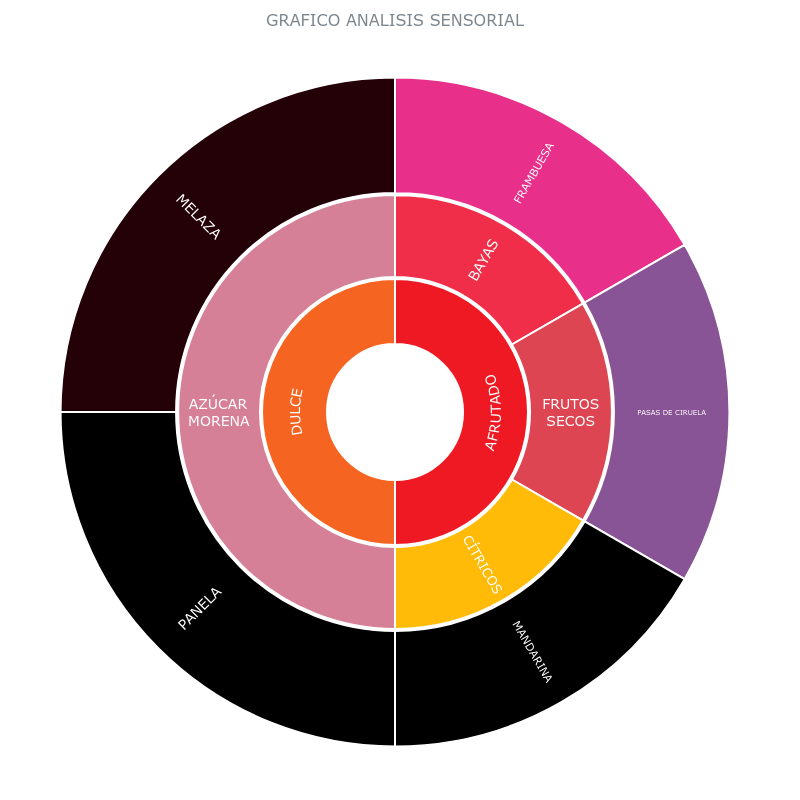 GRAFICO ANALISIS SENSORIAL
FRAMBUESA
MELAZA
BAYAS
DULCE
AFRUTADO
AZÚCAR
MORENA
FRUTOS
SECOS
PASAS DE CIRUELA
CÍTRICOS
PANELA
MANDARINA